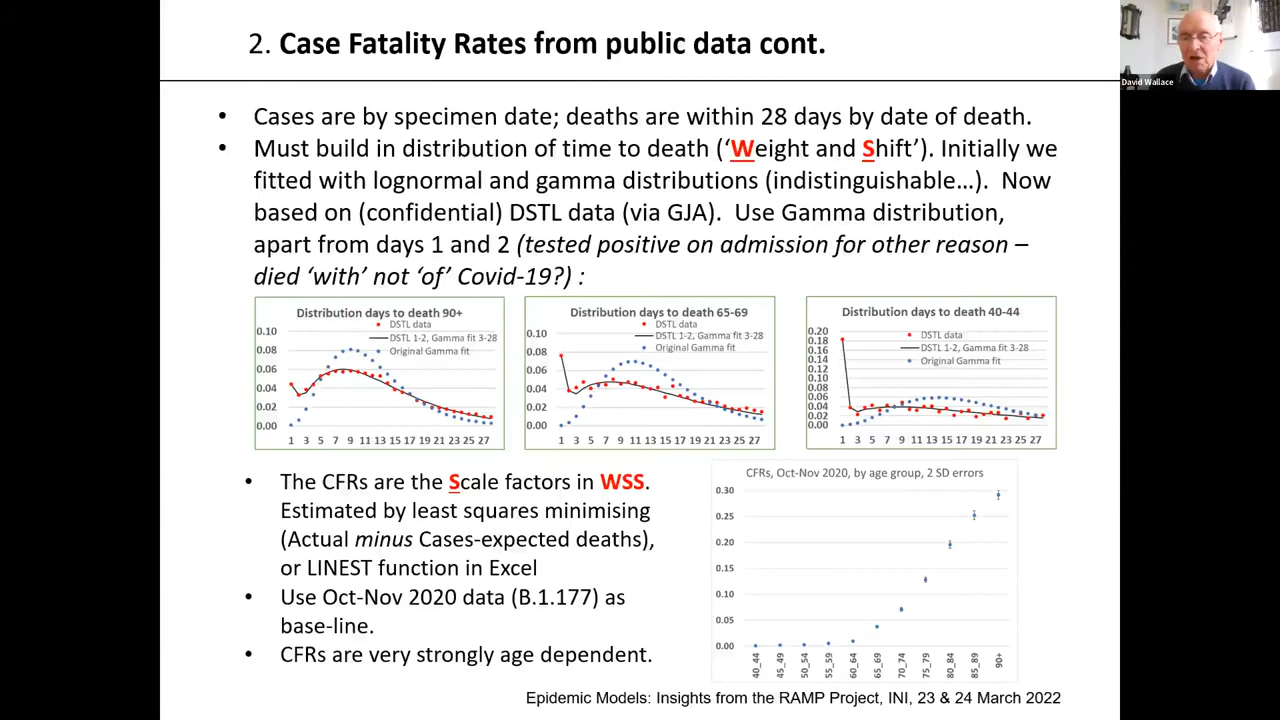 2. Case Fatality Rates from public data cont.
David Wallace
• Cases are by specimen date; deaths are within 28 days by date of death.
• Must build in distribution of time to death (‘Weight and Shift’). Initially we
fitted with lognormal and gamma distributions (indistinguishable…). Now
based on (confidential) DSTL data (via GJA). Use Gamma distribution,
apart from days 1 and 2 (tested positive on admission for other reason –
died ‘with’ not ‘of’ Covid-19?) :
Distribution days to death 90+
DSTL data
DSTL 1-2, Gamma fit 3-28
Original Gamma fit
0.10
0.08
0.06
0.04
0.02
0.00
1 3 5 7 9 11 13 15 17 19 21 23 25 27
Distribution days to death 65-69
DSTL data
DSTL 1-2, Gamma fit 3-28
Original Gamma fit
0.10
0.08
0.06
0.04
0.02
0.00
1 3 5 7 9 11 13 15 17 19 21 23 25 27
Distribution days to death 40-44
DSTL data
DSTL 1-2, Gamma fit 3-28
Original Gamma fit
0.20
0.18
0.16
0.14
0.12
0.10
0.08
0.06
0.04
0.02
0.00
1 3 5 7 9 11 13 15 17 19 21 23 25 27
• The CFRs are the Scale factors in WSS.
Estimated by least squares minimising
(Actual minus Cases-expected deaths),
or LINEST function in Excel
• Use Oct-Nov 2020 data (B.1.177) as
base-line.
• CFRs are very strongly age dependent.
CFRs, Oct-Nov 2020, by age group, 2 SD errors
0.30
0.25
0.20
0.15
0.10
0.05
0.00
40_44
45_49
50_54
55_59
60_64
65_69
70_74
75_79
80_84
85_89
90+
Epidemic Models: Insights from the RAMP Project, INI, 23 & 24 March 2022